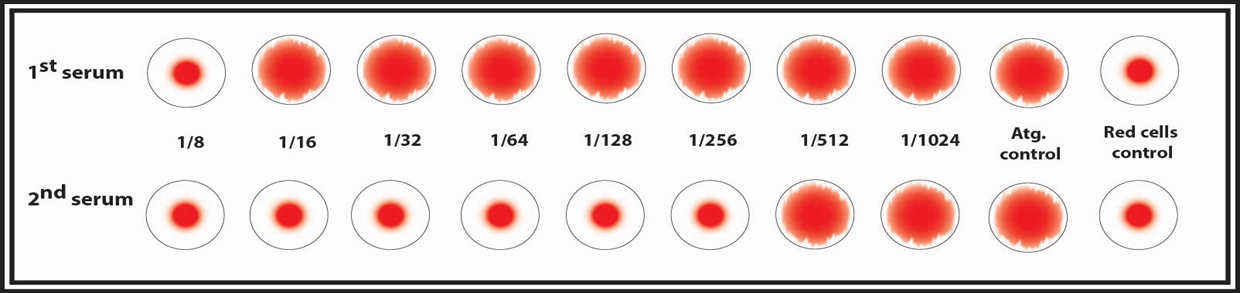 1st serum
1/8 1/16 1/32 1/64 1/128 1/256 1/512 1/1024 Atg. control Red cells control
2nd serum